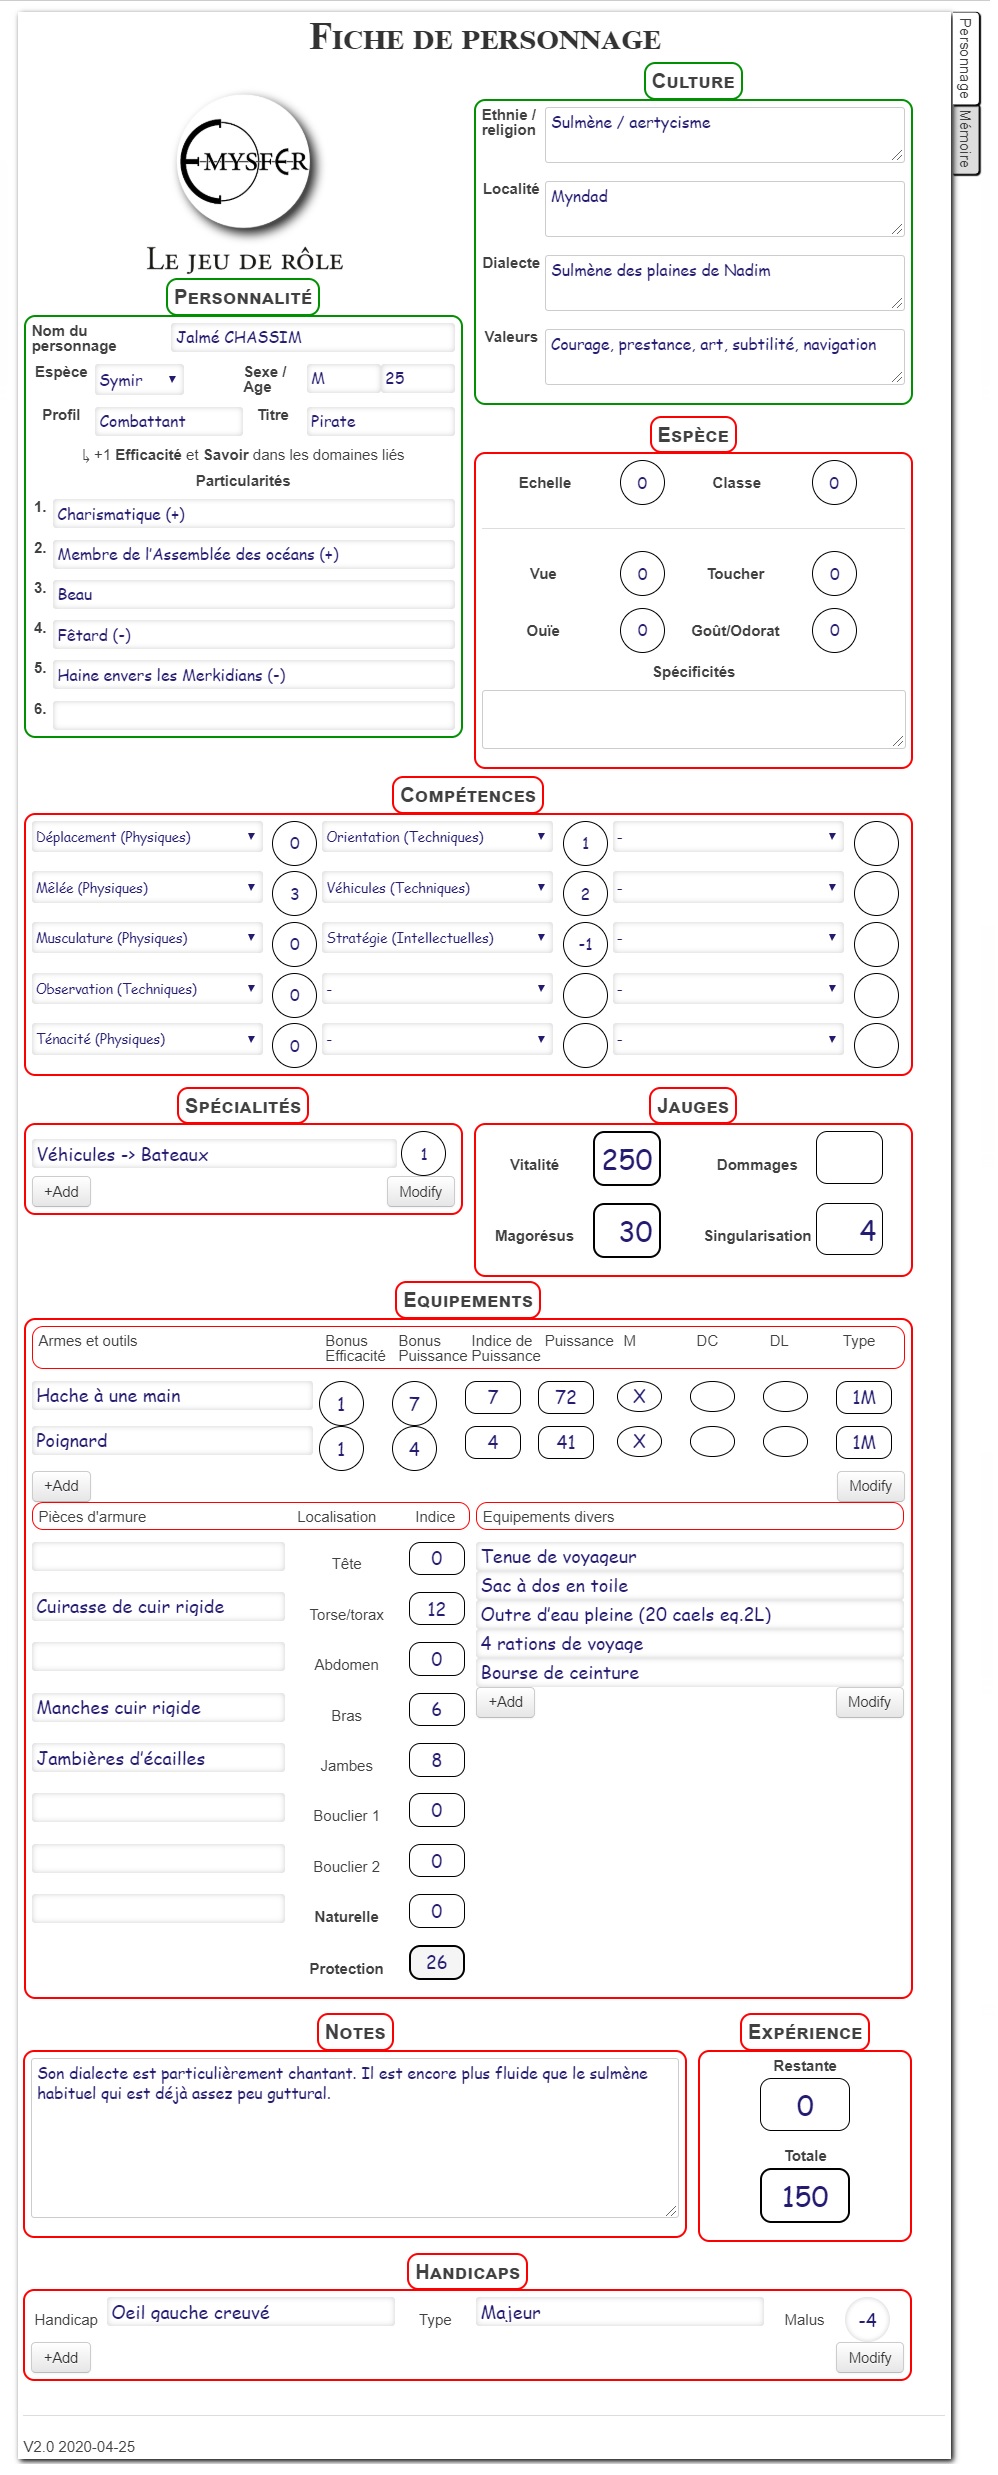 FICHE DE PERSONNAGE
Personnage
Mémoire
EMYSFER
LE JEU DE RÔLE
PERSONNALITÉ
Nom du personnage Jalmé CHASSIM
Espèce Symir Sexe / Age M 25
Profil Combattant Titre Pirate
↳ +1 Efficacité et Savoir dans les domaines liés
Particularités
1. Charismatique (+)
2. Membre de l'Assemblée des océans (+)
3. Beau
4. Fêtard (-)
5. Haine envers les Merkidians (-)
6.
CULTURE
Ethnie / religion Sulmène / aertycisme
Localité Myndad
Dialecte Sulmène des plaines de Nadim
Valeurs Courage, prestance, art, subtilité, navigation
ESPÈCE
Echelle 0 Classe 0
Vue 0 Toucher 0
Ouïe 0 Goût/Odorat 0
Spécificités
COMPÉTENCES
Déplacement (Physiques) 0 Orientation (Techniques) 1 -
Mêlée (Physiques) 3 Véhicules (Techniques) 2 -
Musculature (Physiques) 0 Stratégie (Intellectuelles) -1 -
Observation (Techniques) 0 - -
Ténacité (Physiques) 0 - -
SPÉCIALITÉS
Véhicules -> Bateaux 1
+Add Modify
JAUGES
Vitalité 250 Dommages
Magorésus 30 Singularisation 4
EQUIPEMENTS
Armes et outils Bonus Efficacité Bonus Puissance Indice de Puissance Puissance M DC DL Type
Hache à une main 1 7 7 72 X 1M
Poignard 1 4 4 41 X 1M
+Add Modify
Pièces d'armure Localisation Indice
Tête 0
Cuirasse de cuir rigide Torse/torax 12
Abdomen 0
Manches cuir rigide Bras 6
Jambières d'écailles Jambes 8
Bouclier 1 0
Bouclier 2 0
Naturelle 0
Protection 26
Equipements divers
Tenue de voyageur
Sac à dos en toile
Outre d'eau pleine (20 caels eq.2L)
4 rations de voyage
Bourse de ceinture
+Add Modify
NOTES
Son dialecte est particulièrement chantant. Il est encore plus fluide que le sulmène
habituel qui est déjà assez peu guttural.
EXPÉRIENCE
Restante
0
Totale
150
HANDICAPS
Handicap Oeil gauche creuvé Type Majeur Malus -4
+Add Modify
V2.0 2020-04-25